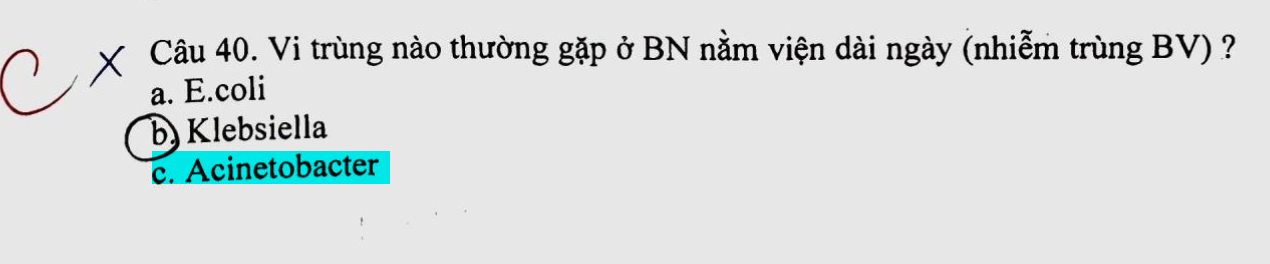 C X Câu 40. Vi trùng nào thường gặp ở BN nằm viện dài ngày (nhiễm trùng BV) ?
a. E.coli
b. Klebsiella
c. Acinetobacter